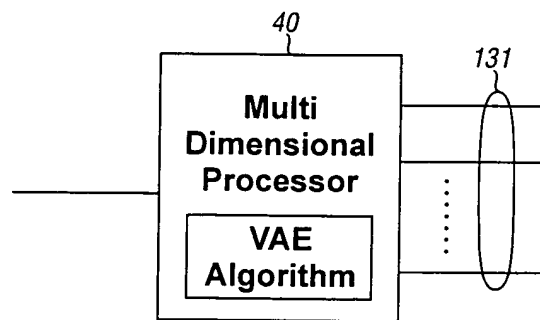 40
131
Multi
Dimensional
Processor
VAE
Algorithm